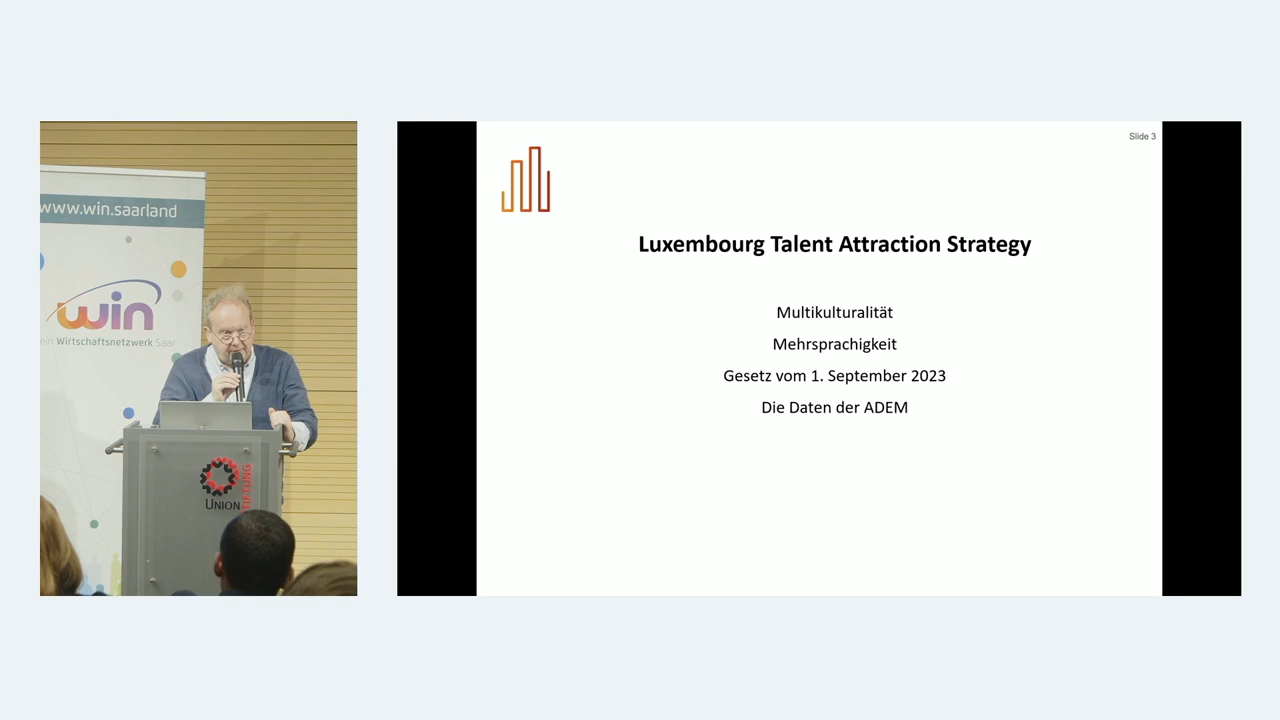 www.win.saarland
win
ein Wirtschaftsnetzwerk Saar
UNION
STIFTUNG
Slide 3
Luxembourg Talent Attraction Strategy
Multikulturalität
Mehrsprachigkeit
Gesetz vom 1. September 2023
Die Daten der ADEM